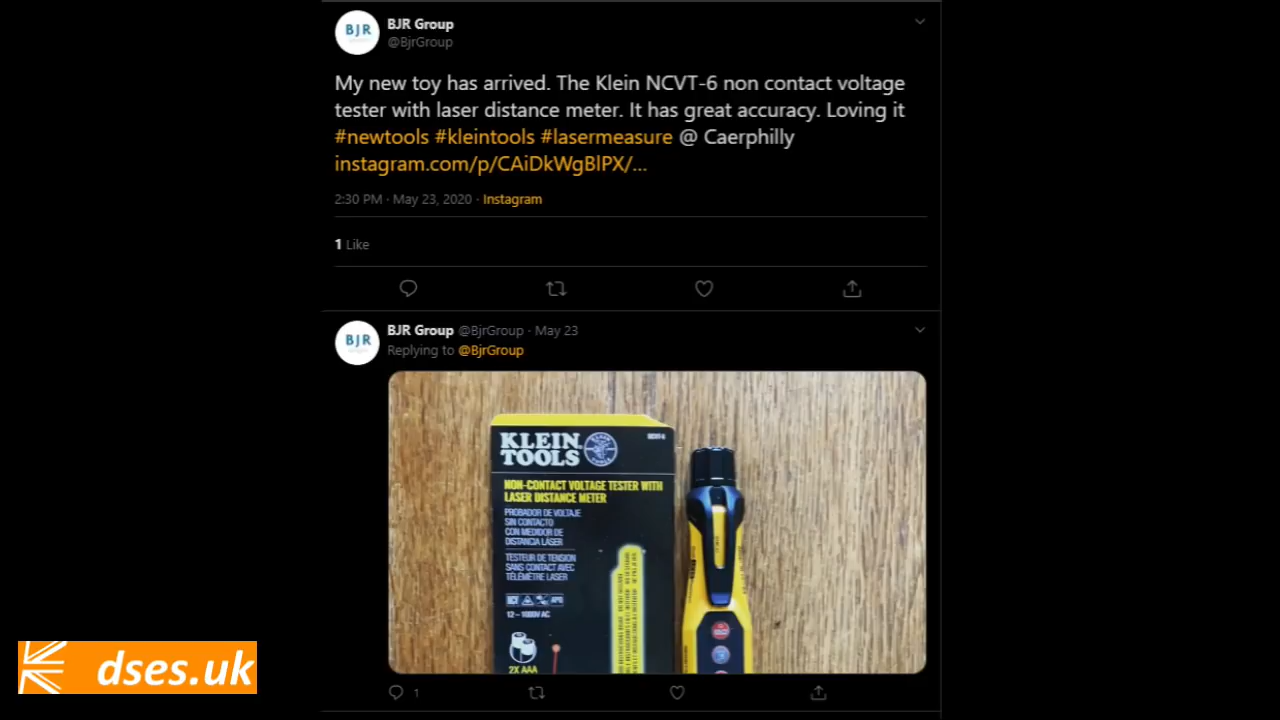 BJR
BJR Group
@BjrGroup
My new toy has arrived. The Klein NCVT-6 non contact voltage
tester with laser distance meter. It has great accuracy. Loving it
#newtools #kleintools #lasermeasure @ Caerphilly
instagram.com/p/CAiDkWgBlPX/...
2:30 PM · May 23, 2020 · Instagram
1 Like
BJR
BJR Group @BjrGroup · May 23
Replying to @BjrGroup
KLEIN
TOOLS
NON-CONTACT VOLTAGE TESTER WITH
LASER DISTANCE METER
PROBADOR DE VOLTAJE
SIN CONTACTO
CON MEDIDOR DE
DISTANCIA LÁSER
TESTEUR DE TENSION
SANS CONTACT AVEC
TÉLÉMÈTRE LASER
12 – 1000V AC
2X AAA
1
dses.uk